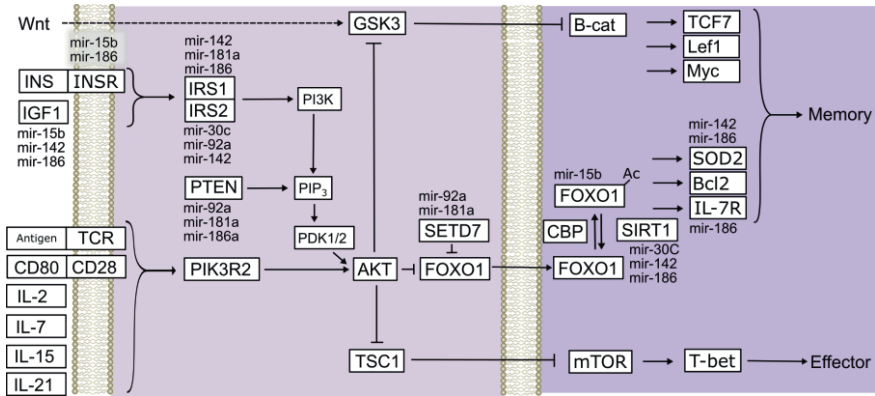 Wnt
GSK3
B-cat
TCF7
Lef1
Myc
mir-15b
mir-186
INS
INSR
IGF1
mir-15b
mir-142
mir-186
mir-142
mir-181a
mir-186
IRS1
IRS2
mir-30c
mir-92a
mir-142
PI3K
PTEN
mir-92a
mir-181a
mir-186a
PIP3
PDK1/2
Antigen
TCR
CD80
CD28
IL-2
IL-7
IL-15
IL-21
PIK3R2
AKT
mir-92a
mir-181a
SETD7
FOXO1
TSC1
mir-15b
Ac
FOXO1
CBP
SIRT1
FOXO1
mir-30C
mir-142
mir-186
mir-142
mir-186
SOD2
Bcl2
IL-7R
mir-186
Memory
mTOR
T-bet
Effector